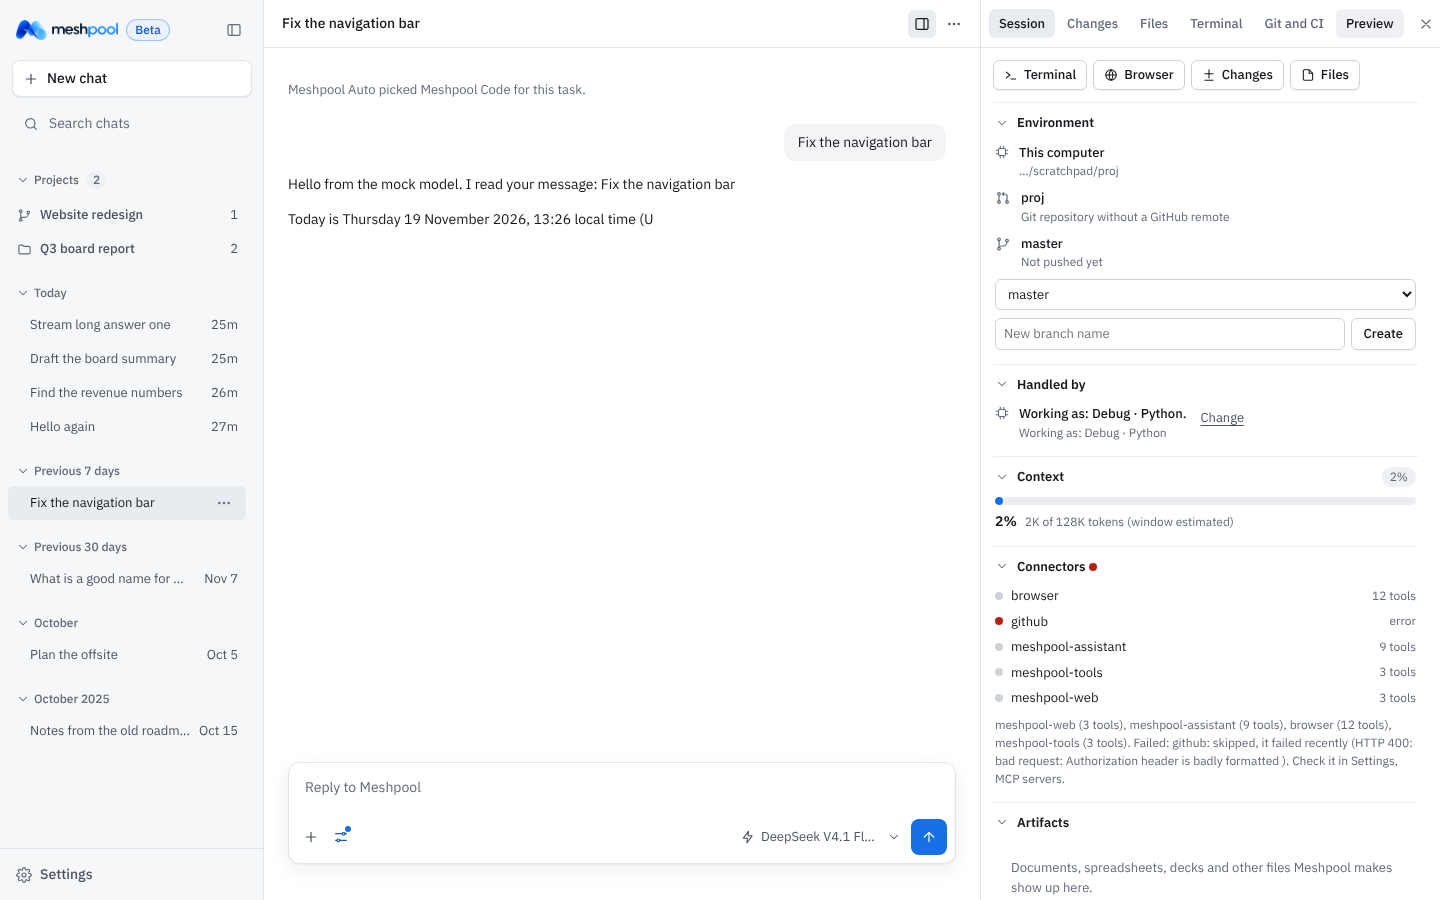 meshpool Beta
New chat
Search chats
Projects 2
Website redesign 1
Q3 board report 2
Today
Stream long answer one 25m
Draft the board summary 25m
Find the revenue numbers 26m
Hello again 27m
Previous 7 days
Fix the navigation bar
Previous 30 days
What is a good name for ... Nov 7
October
Plan the offsite Oct 5
October 2025
Notes from the old roadm... Oct 15
Settings
Fix the navigation bar
Meshpool Auto picked Meshpool Code for this task.
Fix the navigation bar
Hello from the mock model. I read your message: Fix the navigation bar
Today is Thursday 19 November 2026, 13:26 local time (U
Reply to Meshpool
DeepSeek V4.1 Fl...
Session Changes Files Terminal Git and CI Preview
Terminal Browser Changes Files
Environment
This computer
.../scratchpad/proj
proj
Git repository without a GitHub remote
master
Not pushed yet
master
New branch name Create
Handled by
Working as: Debug · Python. Change
Working as: Debug · Python
Context 2%
2% 2K of 128K tokens (window estimated)
Connectors
browser 12 tools
github error
meshpool-assistant 9 tools
meshpool-tools 3 tools
meshpool-web 3 tools
meshpool-web (3 tools), meshpool-assistant (9 tools), browser (12 tools),
meshpool-tools (3 tools). Failed: github: skipped, it failed recently (HTTP 400:
bad request: Authorization header is badly formatted ). Check it in Settings,
MCP servers.
Artifacts
Documents, spreadsheets, decks and other files Meshpool makes
show up here.